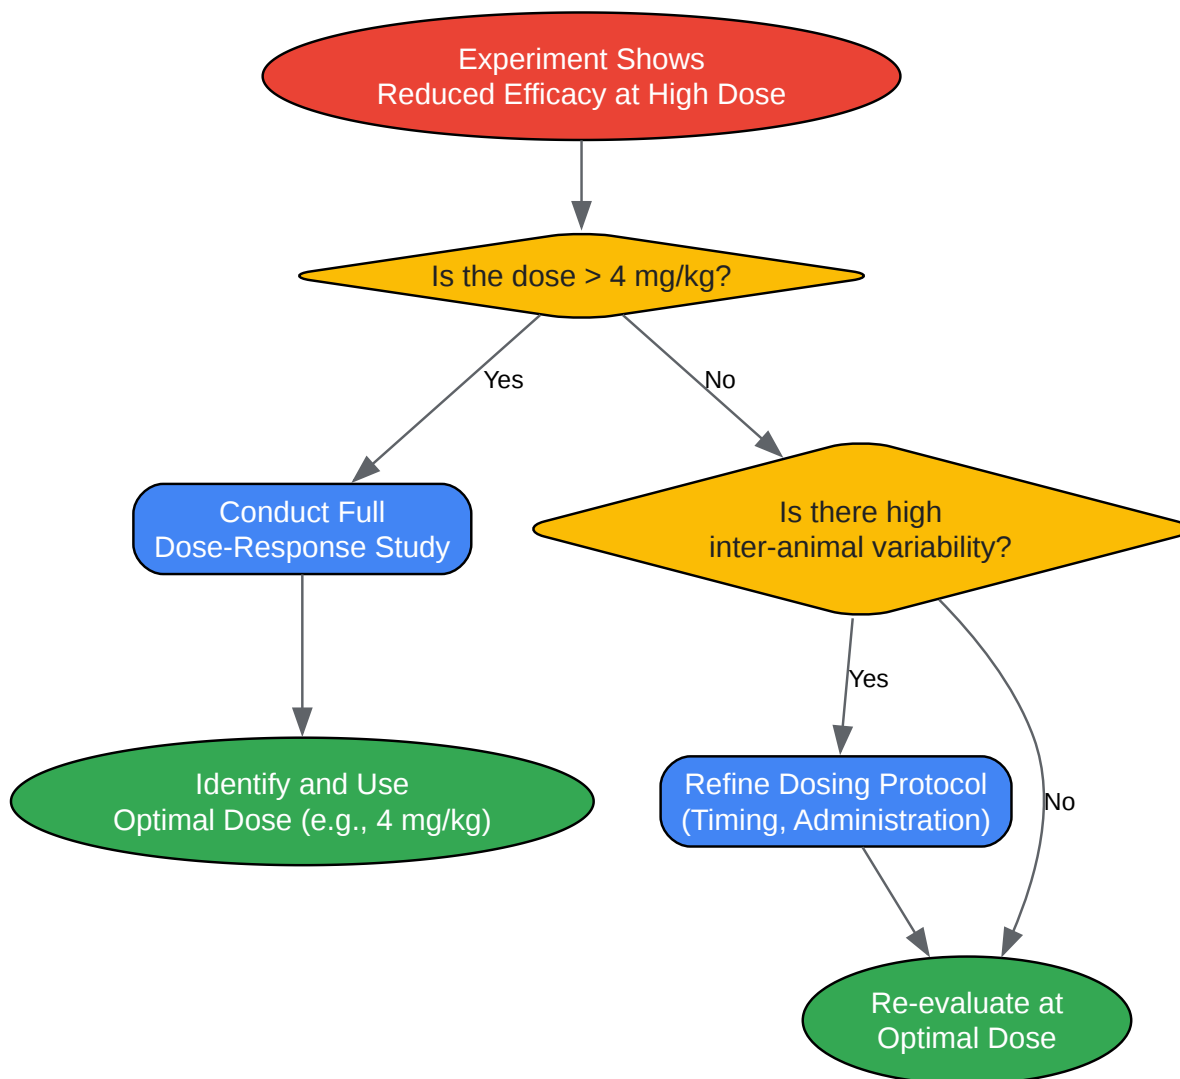 Experiment Shows
Reduced Efficacy at High Dose
Is the dose > 4 mg/kg?
Yes
No
Conduct Full
Dose-Response Study
Is there high
inter-animal variability?
Yes
Identify and Use
Optimal Dose (e.g., 4 mg/kg)
Refine Dosing Protocol
(Timing, Administration)
No
Re-evaluate at
Optimal Dose